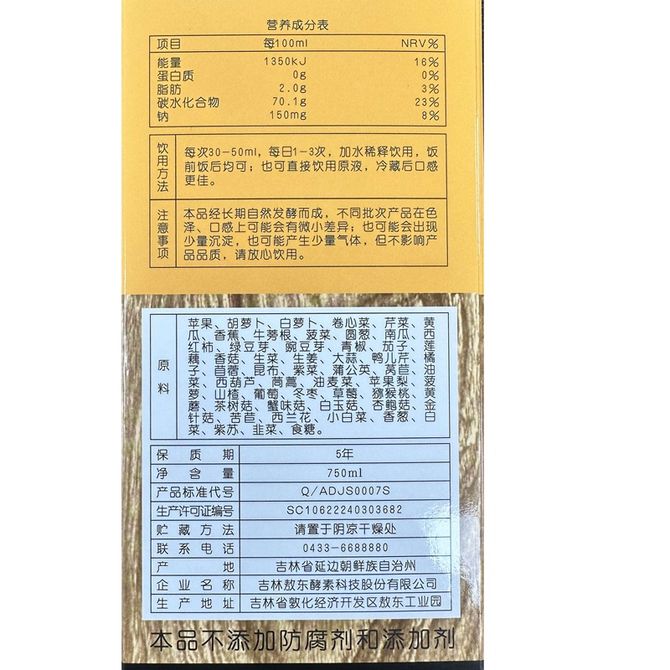 营养成分表
项目 每100ml NRV%
能量 1350KJ 16%
蛋白质 0g 0%
脂肪 2.0g 3%
碳水化合物 70.1g 23%
钠 150mg 8%
饮用方法
每次30-50ml，每日1-3次，加水稀释饮用，饭
前饭后均可；也可直接饮用原液，冷藏后口感
更佳。
注意事项
本品经长期自然发酵而成，不同批次产品在色
泽、口感上可能会有微小差异；也可能会出现
少量沉淀，也可能产生少量气体，但不影响产
品品质，请放心饮用。
原料
苹果、胡萝卜、白萝卜、卷心菜、芹菜、黄
瓜、香蕉、牛蒡根、菠菜、圆葱、南瓜、西
红柿、绿豆芽、豌豆芽、青椒、茄子、莲
藕、香菇、生菜、生姜、大蒜、鸭儿芹、橘
子、苜蓿、昆布、紫菜、蒲公英、莴苣、油
菜、西葫芦、茼蒿、油麦菜、苹果梨、菠
萝、山楂、葡萄、冬枣、草莓、猕猴桃、黄
蘑、茶树菇、蟹味菇、白玉菇、杏鲍菇、金
针菇、苦苣、西兰花、小白菜、香葱、白
菜、紫苏、韭菜、食糖。
保质期 5年
净含量 750ml
产品标准代号 Q/ADJS0007S
生产许可证编号 SC10622240303682
贮藏方法 请置于阴凉干燥处
联系电话 0433-6688880
产地 吉林省延边朝鲜族自治州
企业名称 吉林敖东酵素科技股份有限公司
生产地址 吉林省敦化经济开发区敖东工业园
本品不添加防腐剂和添加剂